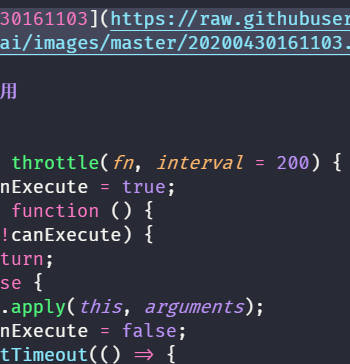 30161103](https://raw.githubuser
ai/images/master/20200430161103.
用
throttle(fn, interval = 200) {
nExecute = true;
function () {
!canExecute) {
turn;
se {
.apply(this, arguments);
nExecute = false;
tTimeout(() => {